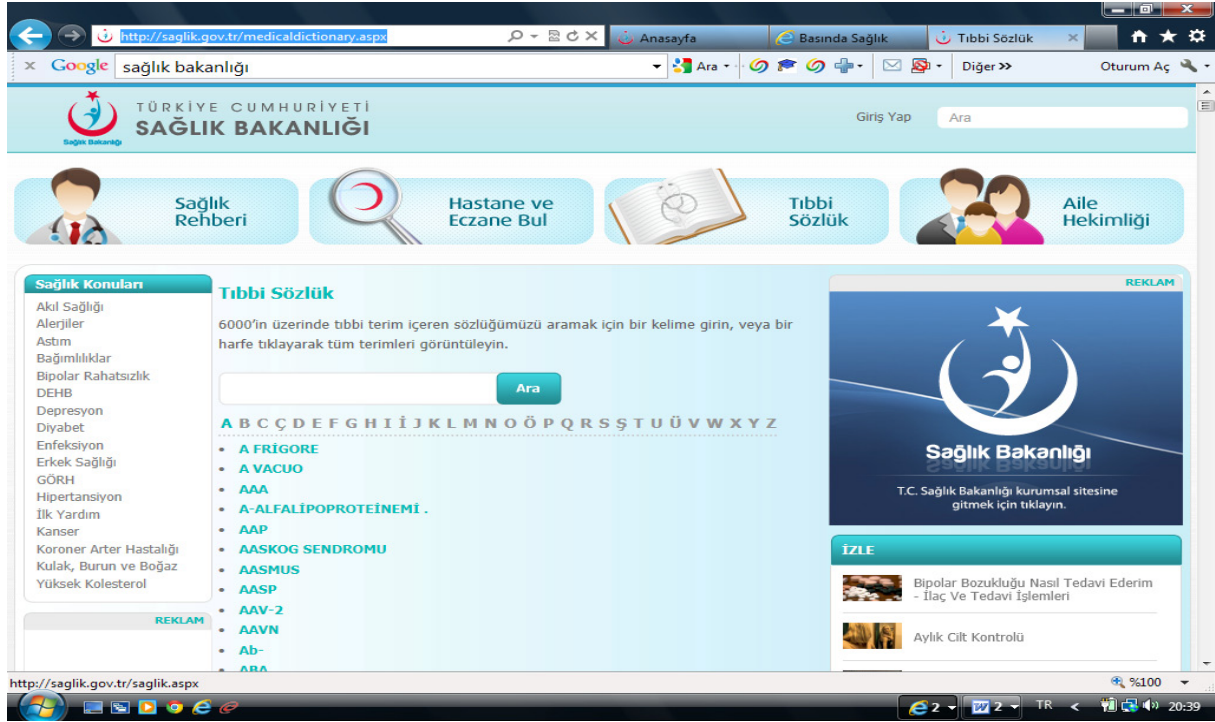 http://saglik.gov.tr/medicaldictionary.aspx
Anasayfa
Basında Sağlık
Tıbbi Sözlük
Google
sağlık bakanlığı
Ara
Diğer >>
Oturum Aç
Sağlık Bakanlığı
TÜRKİYE CUMHURİYETİ
SAĞLIK BAKANLIĞI
Giriş Yap
Ara
Sağlık
Rehberi
Hastane ve
Eczane Bul
Tıbbi
Sözlük
Aile
Hekimliği
Sağlık Konuları
Akıl Sağlığı
Alerjiler
Astım
Bağımlılıklar
Bipolar Rahatsızlık
DEHB
Depresyon
Diyabet
Enfeksiyon
Erkek Sağlığı
GÖRH
Hipertansiyon
İlk Yardım
Kanser
Koroner Arter Hastalığı
Kulak, Burun ve Boğaz
Yüksek Kolesterol
REKLAM
Tıbbi Sözlük
6000'in üzerinde tıbbi terim içeren sözlüğümüzü aramak için bir kelime girin, veya bir
harfe tıklayarak tüm terimleri görüntüleyin.
Ara
A B C Ç D E F G H I İ J K L M N O Ö P Q R S Ş T U Ü V W X Y Z
A FRİGORE
A VACUO
AAA
A-ALFALİPOPROTEİNEMİ .
AAP
AASKOG SENDROMU
AASMUS
AASP
AAV-2
AAVN
Ab-
ABA
REKLAM
Sağlık Bakanlığı
T.C. Sağlık Bakanlığı kurumsal sitesine
gitmek için tıklayın.
İZLE
Bipolar Bozukluğu Nasıl Tedavi Ederim
- İlaç Ve Tedavi İşlemleri
Aylık Cilt Kontrolü
http://saglik.gov.tr/saglik.aspx
%100
2
2
TR
20:39